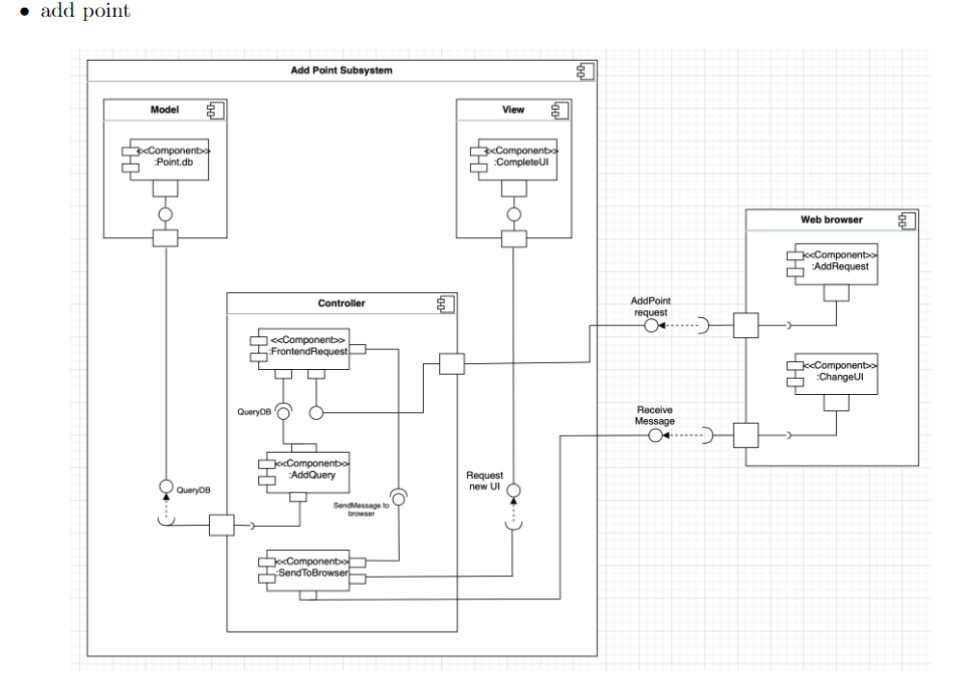 • add point
Add Point Subsystem
Model
<<Component>>
:Point.db
View
<<Component>>
:CompleteUI
Web browser
<<Component>>
:AddRequest
<<Component>>
:ChangeUI
AddPoint
request
Receive
Message
Controller
<<Component>>
:FrontendRequest
QueryDB
<<Component>>
:AddQuery
SendMessage to
browser
<<Component>>
:SendToBrowser
QueryDB
Request
new UI